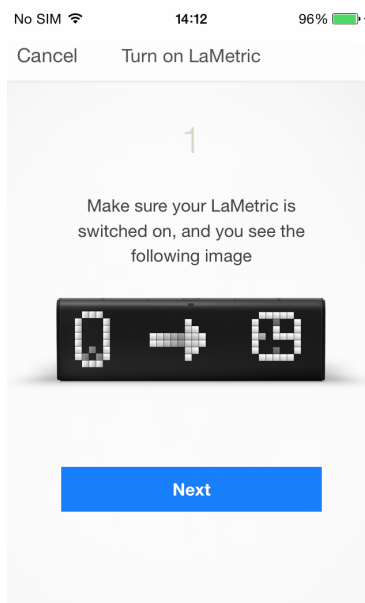 No SIM 14:12 96%
Cancel Turn on LaMetric
1
Make sure your LaMetric is
switched on, and you see the
following image
Next